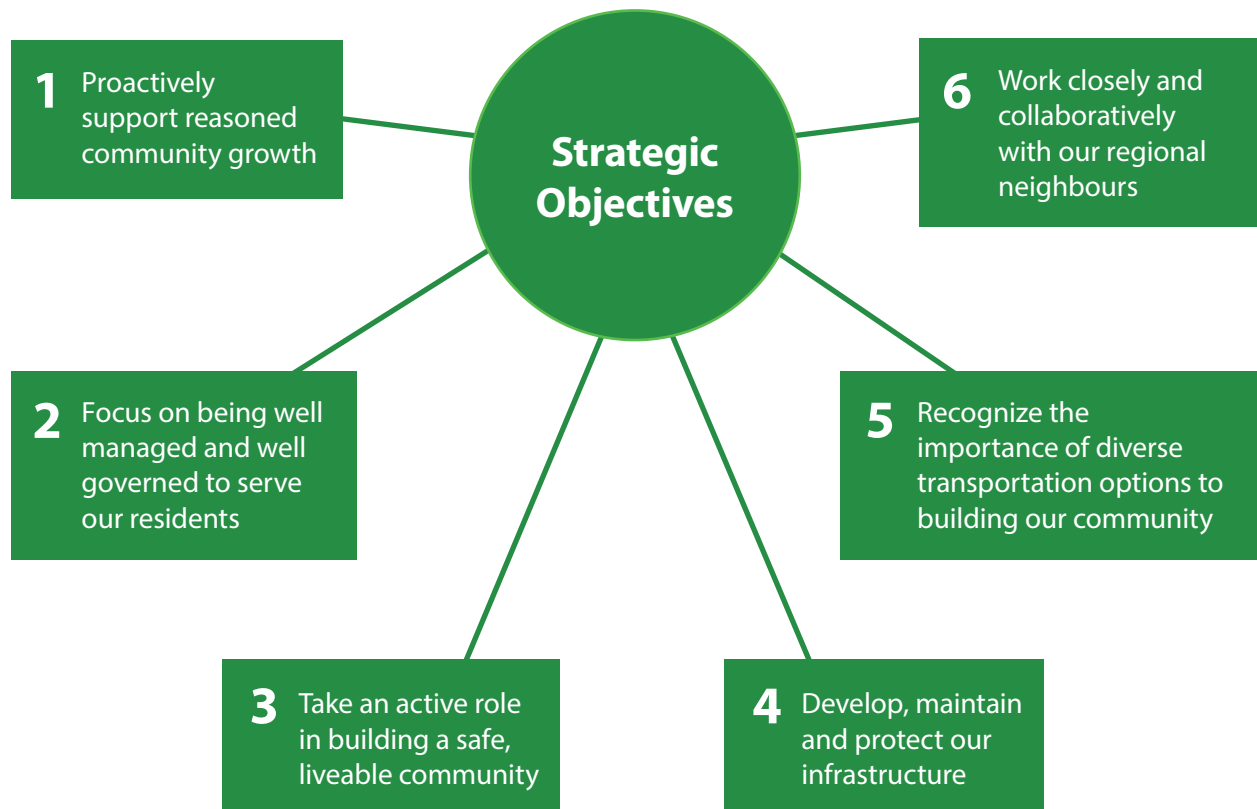 Strategic
Objectives
1 Proactively
support reasoned
community growth
2 Focus on being well
managed and well
governed to serve
our residents
3 Take an active role
in building a safe,
liveable community
4 Develop, maintain
and protect our
infrastructure
5 Recognize the
importance of diverse
transportation options to
building our community
6 Work closely and
collaboratively
with our regional
neighbours